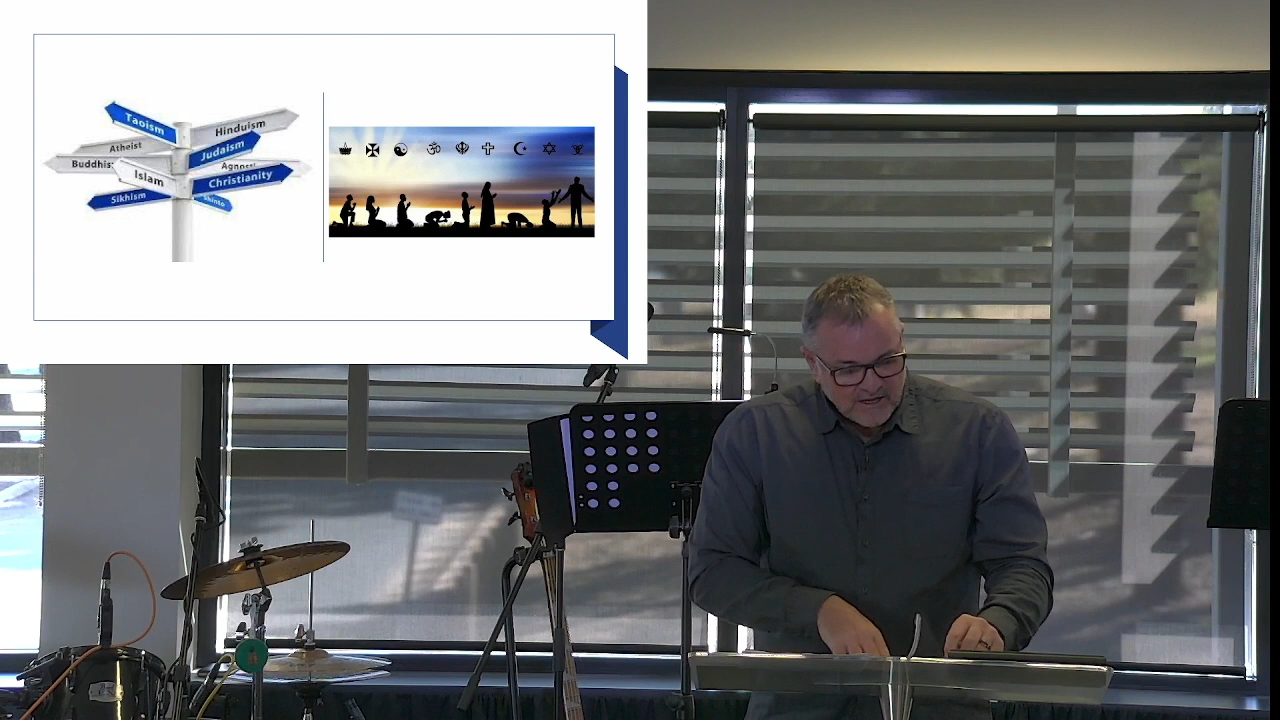 Taoism
Hinduism
Atheist
Judaism
Buddhis
Agnost
Islam
Christianity
Sikhism
Shinto